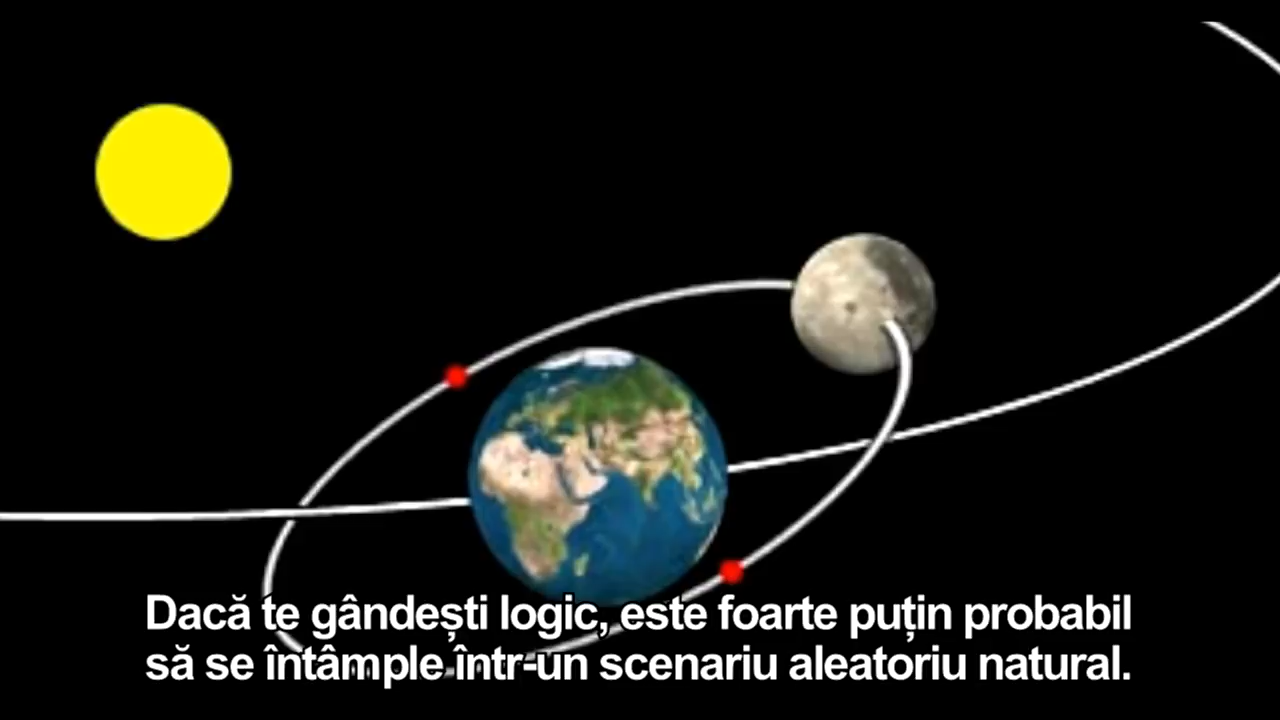 Dacă te gândești logic, este foarte puțin probabil
să se întâmple într-un scenariu aleatoriu natural.